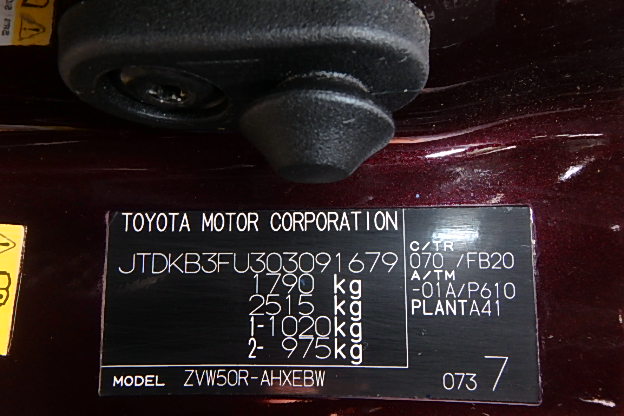 TOYOTA MOTOR CORPORATION
JTDKB3FU303091679
1790 kg
2515 kg
1-1020kg
2- 975kg
C/TR
070 /FB20
A/TM
-01A/P610
PLANTA41
MODEL ZVW50R-AHXEBW
073 7